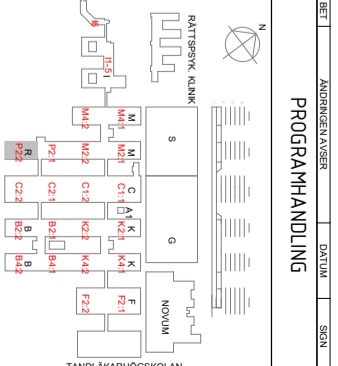 BET
ÄNDRINGEN AVSER
DATUM
SIGN
PROGRAMHANDLING
N
RÄTTSPSYK. KLINIK
I6
I1-5
I
S
G
NOVUM
M
M
C
A1
K
K
F
M4:1
M2:1
C1:1
K2:1
K4:1
F2:1
M4:2
M2:2
C1:2
K2:2
K4:2
F2:2
P2:1
C2:1
B2:1
B4:1
R
B
B
P2:2
C2:2
B2:2
B4:2
TANDLÄKARHÖGSKOLAN